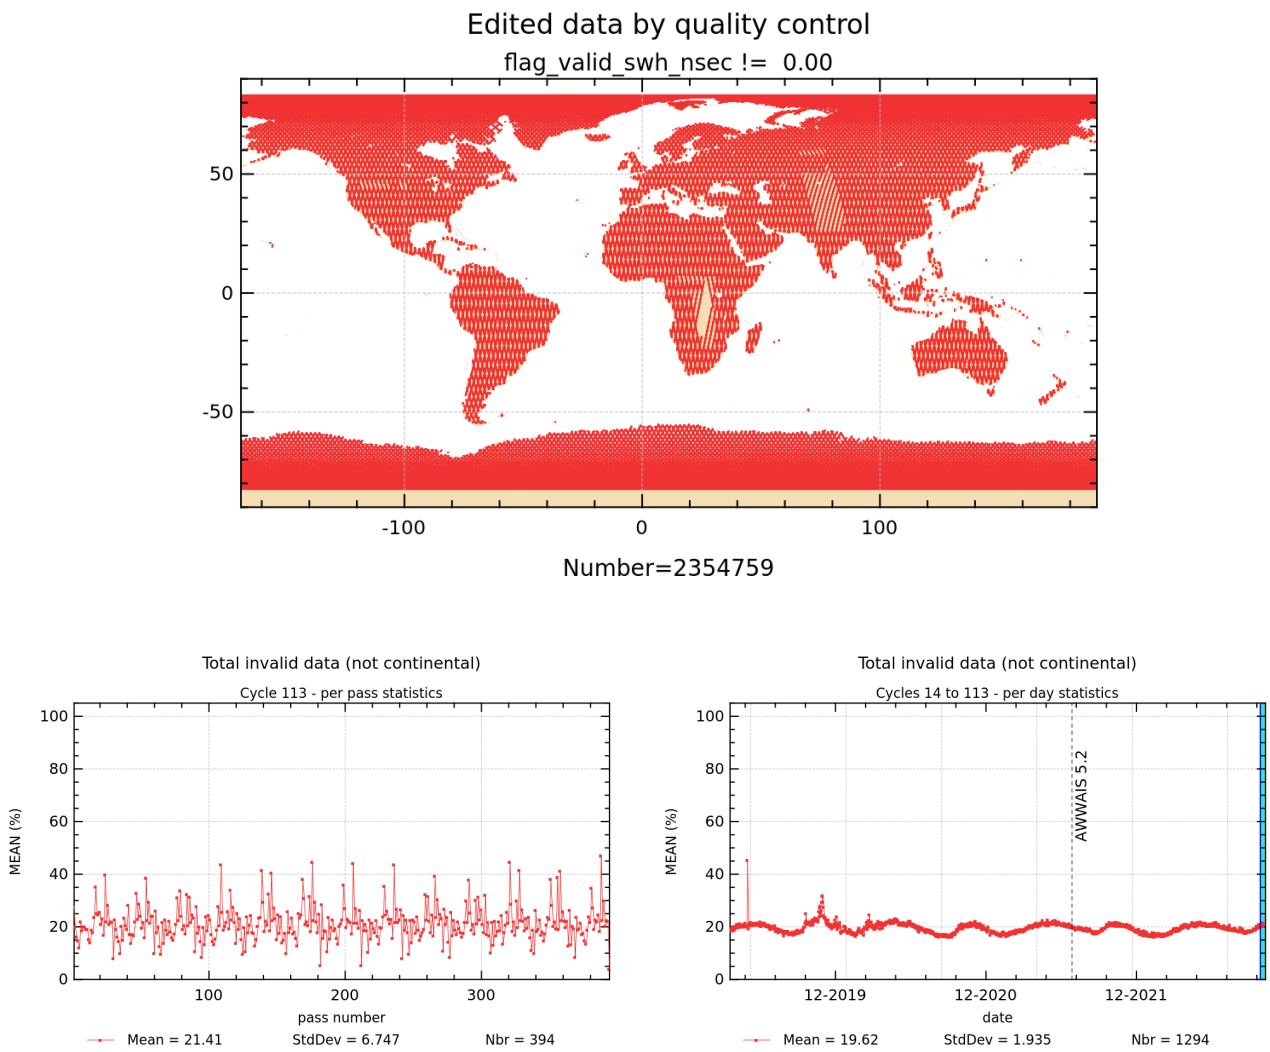 Edited data by quality control
flag_valid_swh_nsec !=  0.00
50
0
-50
-100 0 100
Number=2354759
Total invalid data (not continental)
Cycle 113 - per pass statistics
MEAN (%)
100
80
60
40
20
0
100 200 300
pass number
Mean = 21.41 StdDev = 6.747 Nbr = 394
Total invalid data (not continental)
Cycles 14 to 113 - per day statistics
MEAN (%)
100
80
60
40
20
0
AWWAIS 5.2
12-2019 12-2020 12-2021
date
Mean = 19.62 StdDev = 1.935 Nbr = 1294